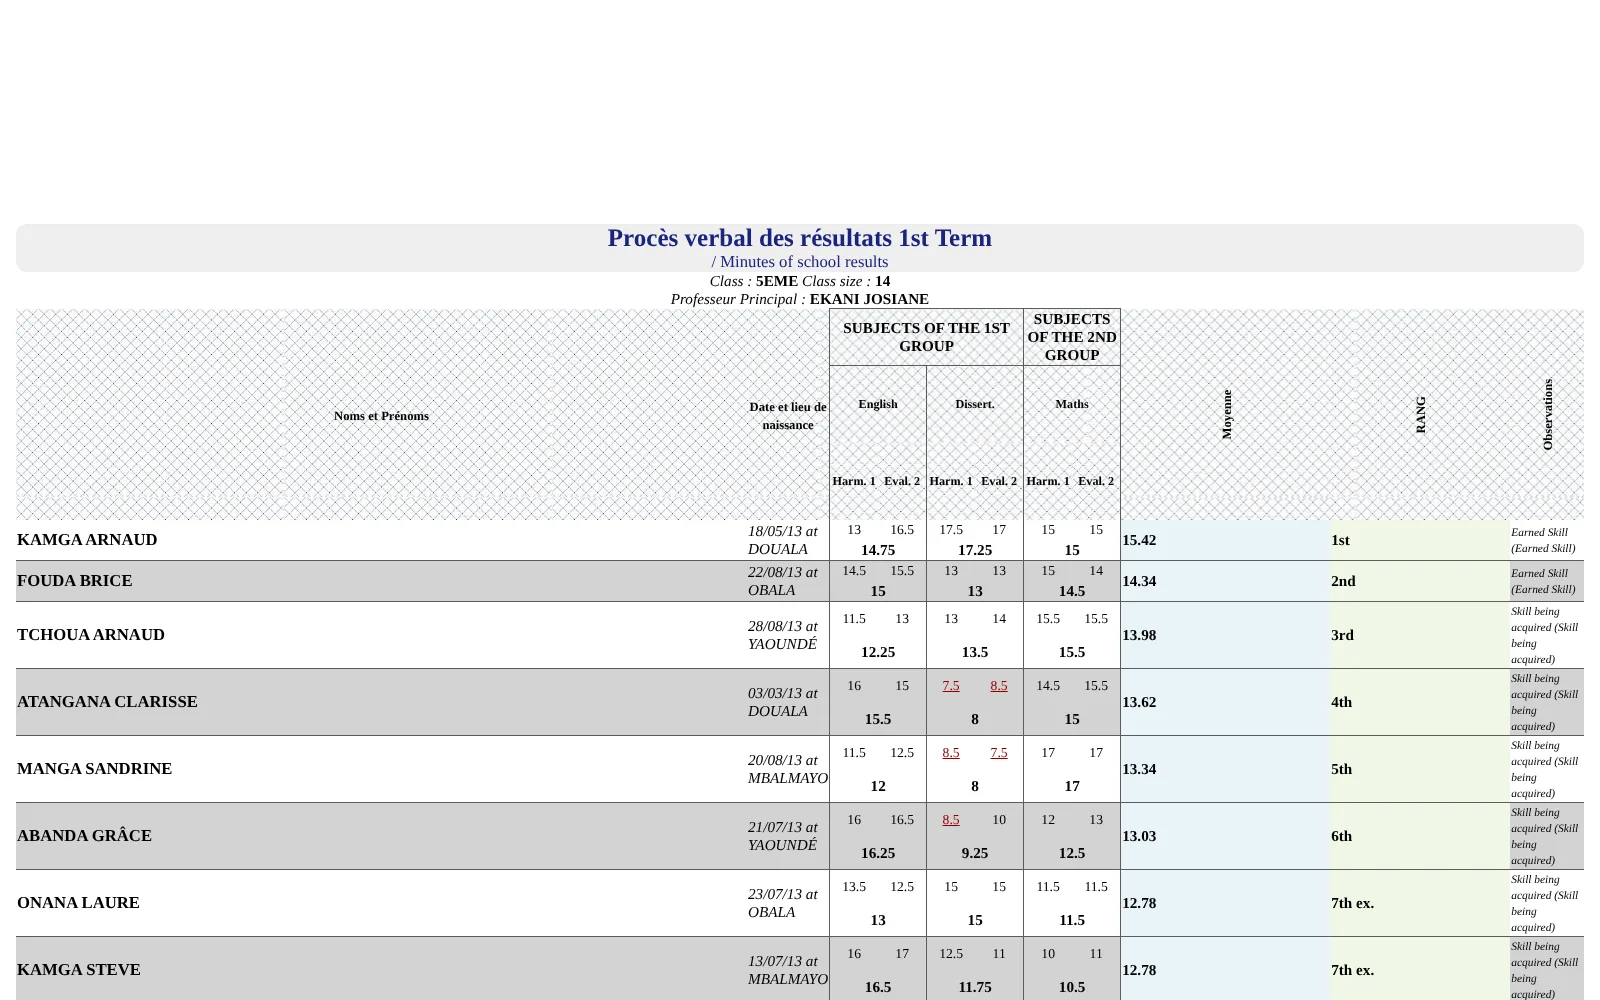 Procès verbal des résultats 1st Term
/ Minutes of school results
Class : 5EME Class size : 14
Professeur Principal : EKANI JOSIANE
Noms et Prénoms
Date et lieu de
naissance
SUBJECTS OF THE 1ST
GROUP
SUBJECTS
OF THE 2ND
GROUP
English
Dissert.
Maths
Harm. 1 Eval. 2 Harm. 1 Eval. 2 Harm. 1 Eval. 2
Moyenne
RANG
Observations
KAMGA ARNAUD
18/05/13 at
DOUALA
13 16.5 17.5 17 15 15
14.75 17.25 15
15.42
1st
Earned Skill
(Earned Skill)
FOUDA BRICE
22/08/13 at
OBALA
14.5 15.5 13 13 15 14
15 13 14.5
14.34
2nd
Earned Skill
(Earned Skill)
TCHOUA ARNAUD
28/08/13 at
YAOUNDÉ
11.5 13 13 14 15.5 15.5
12.25 13.5 15.5
13.98
3rd
Skill being
acquired (Skill
being
acquired)
ATANGANA CLARISSE
03/03/13 at
DOUALA
16 15 7.5 8.5 14.5 15.5
15.5 8 15
13.62
4th
Skill being
acquired (Skill
being
acquired)
MANGA SANDRINE
20/08/13 at
MBALMAYO
11.5 12.5 8.5 7.5 17 17
12 8 17
13.34
5th
Skill being
acquired (Skill
being
acquired)
ABANDA GRÂCE
21/07/13 at
YAOUNDÉ
16 16.5 8.5 10 12 13
16.25 9.25 12.5
13.03
6th
Skill being
acquired (Skill
being
acquired)
ONANA LAURE
23/07/13 at
OBALA
13.5 12.5 15 15 11.5 11.5
13 15 11.5
12.78
7th ex.
Skill being
acquired (Skill
being
acquired)
KAMGA STEVE
13/07/13 at
MBALMAYO
16 17 12.5 11 10 11
16.5 11.75 10.5
12.78
7th ex.
Skill being
acquired (Skill
being
acquired)